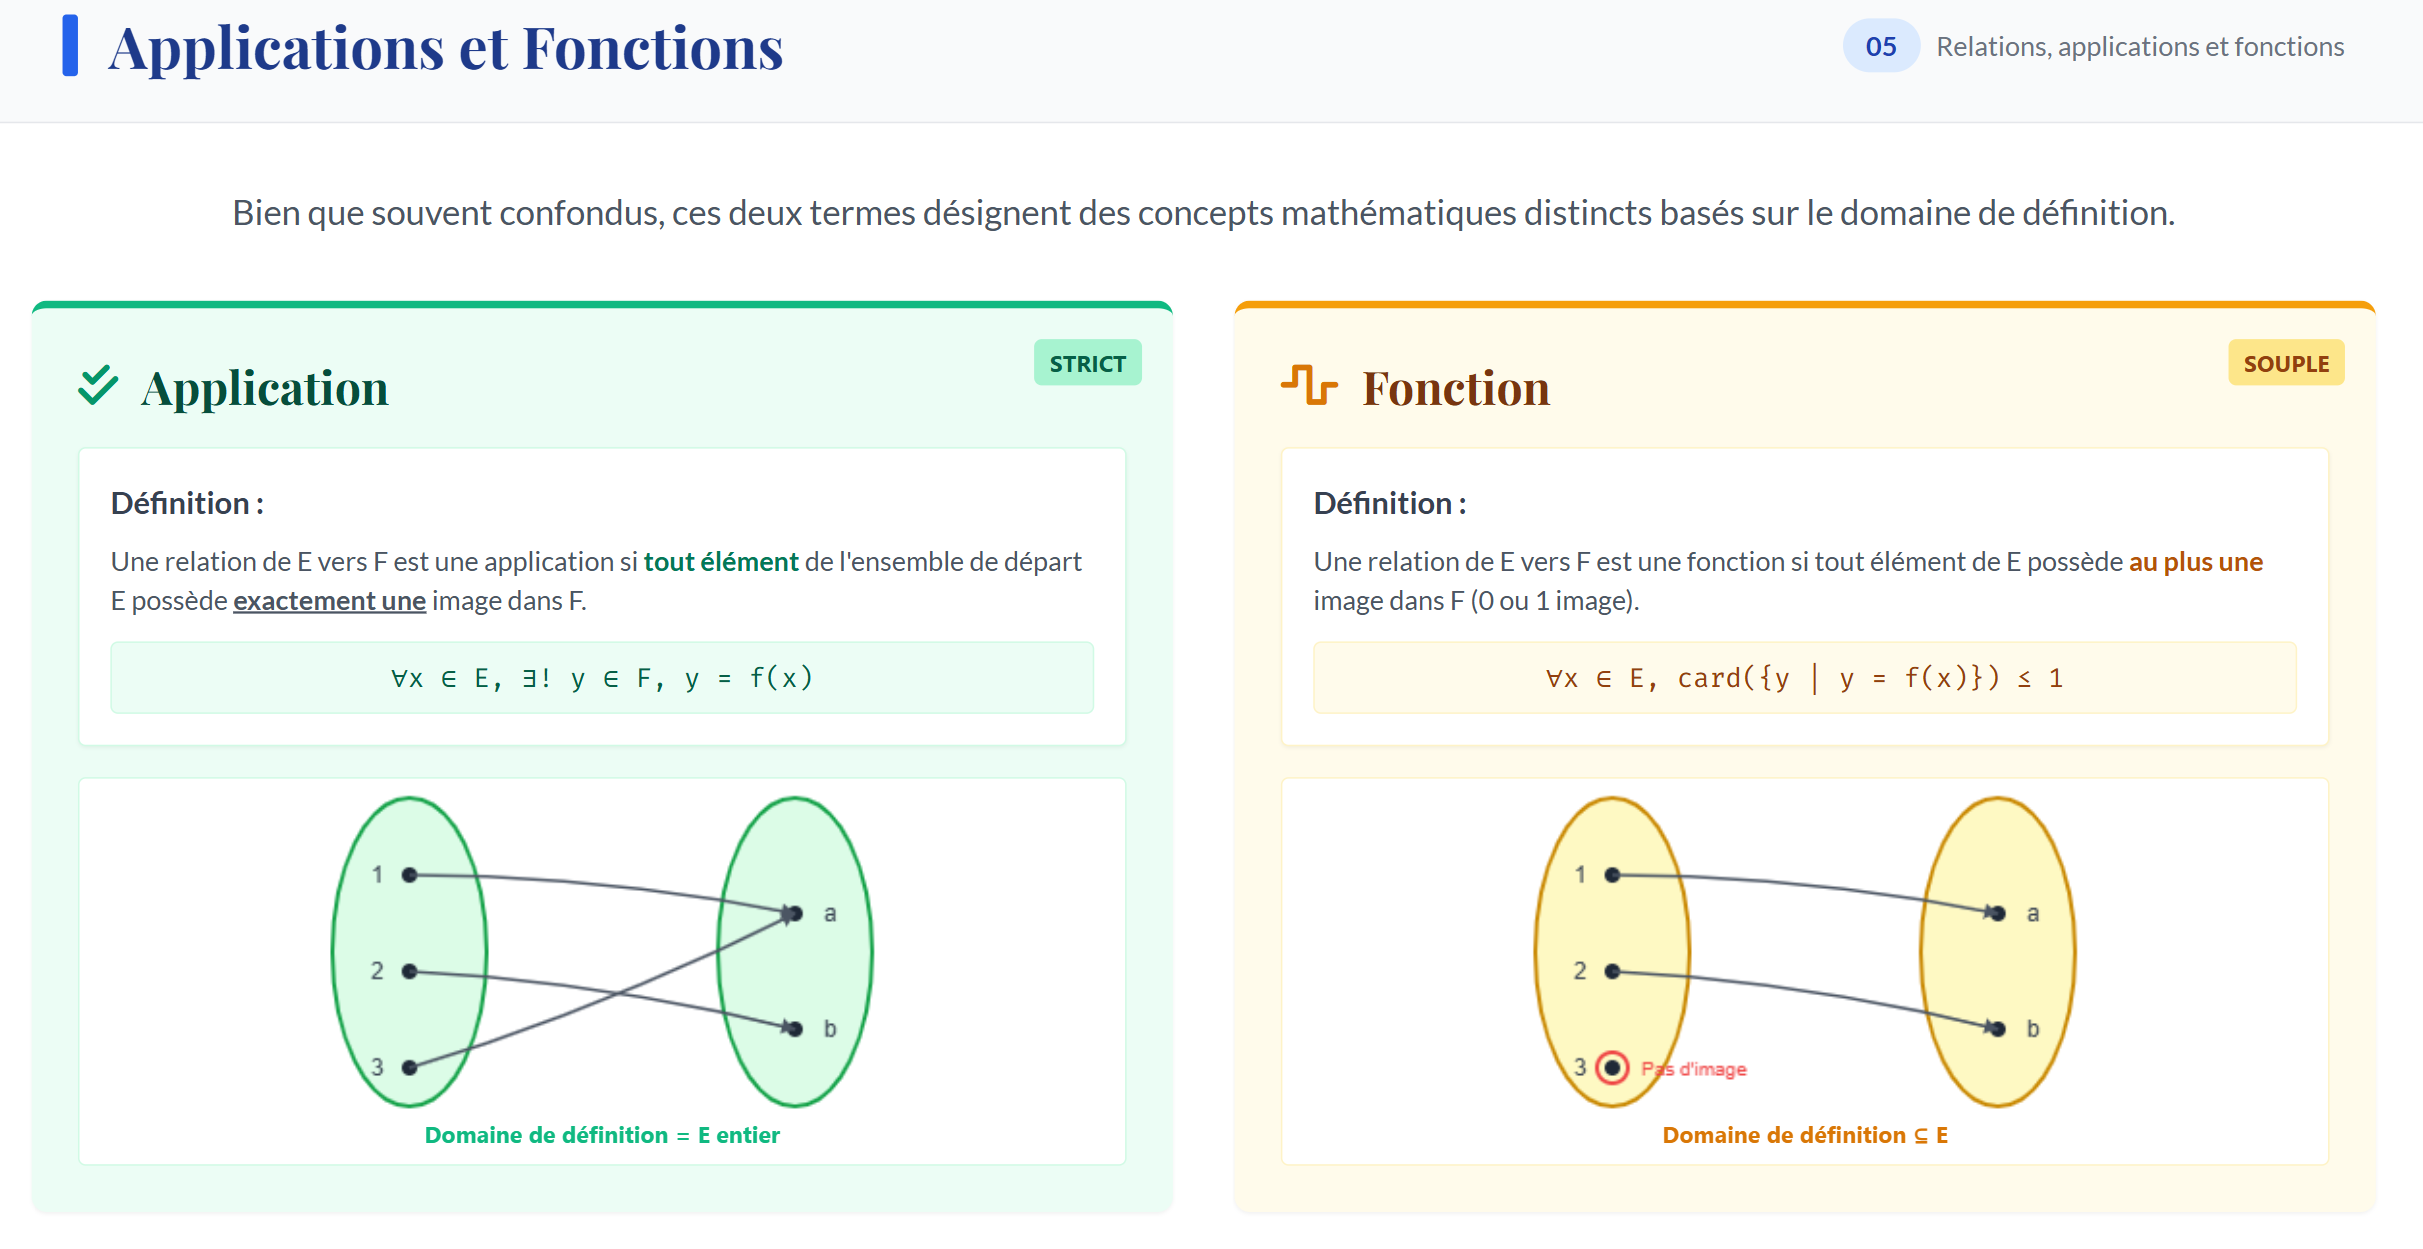 Applications et Fonctions
05 Relations, applications et fonctions
Bien que souvent confondus, ces deux termes désignent des concepts mathématiques distincts basés sur le domaine de définition.
Application
STRICT
Définition :
Une relation de E vers F est une application si tout élément de l'ensemble de départ
E possède exactement une image dans F.
∀x ∈ E, ∃! y ∈ F, y = f(x)
1
a
2
b
3
Domaine de définition = E entier
Fonction
SOUPLE
Définition :
Une relation de E vers F est une fonction si tout élément de E possède au plus une
image dans F (0 ou 1 image).
∀x ∈ E, card({y | y = f(x)}) ≤ 1
1
a
2
b
3 Pas d'image
Domaine de définition ⊆ E